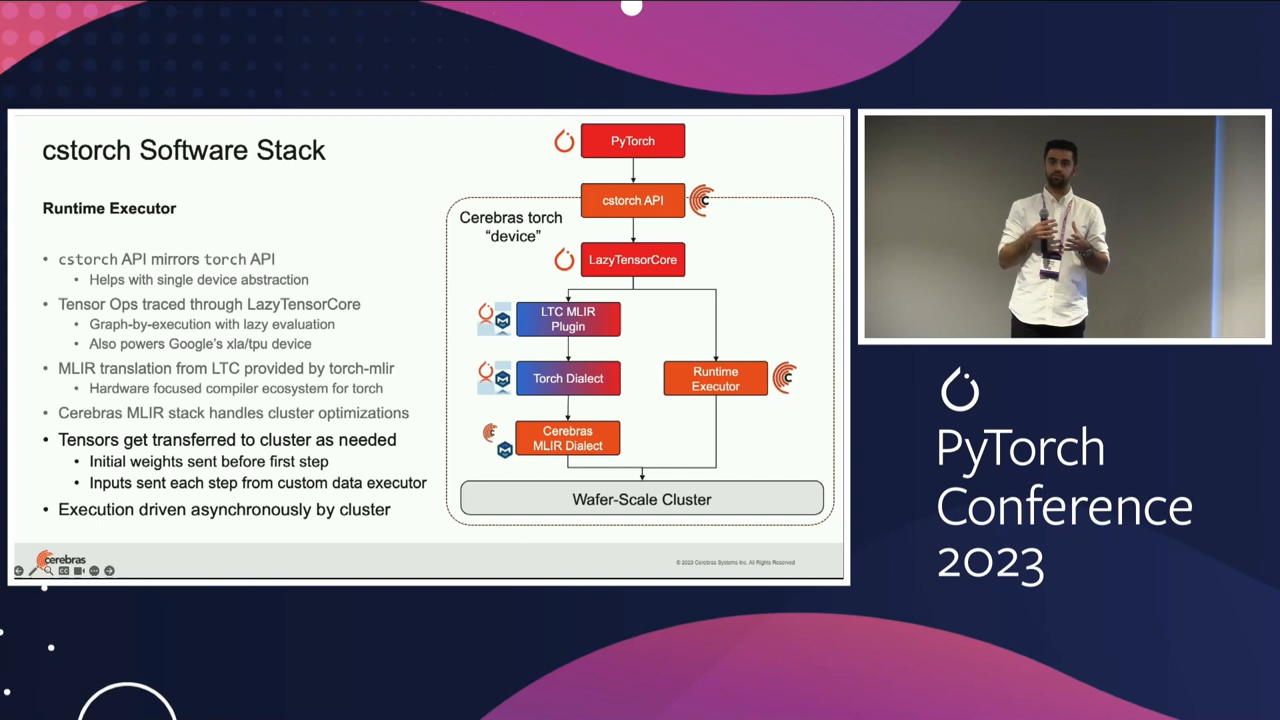 cstorch Software Stack
Runtime Executor
• cstorch API mirrors torch API
• Helps with single device abstraction
• Tensor Ops traced through LazyTensorCore
• Graph-by-execution with lazy evaluation
• Also powers Google's xla/tpu device
• MLIR translation from LTC provided by torch-mlir
• Hardware focused compiler ecosystem for torch
• Cerebras MLIR stack handles cluster optimizations
• Tensors get transferred to cluster as needed
• Initial weights sent before first step
• Inputs sent each step from custom data executor
• Execution driven asynchronously by cluster
PyTorch
cstorch API
Cerebras torch
"device"
LazyTensorCore
LTC MLIR
Plugin
Torch Dialect
Runtime
Executor
Cerebras
MLIR Dialect
Wafer-Scale Cluster
cerebras
© 2023 Cerebras Systems Inc. All Rights Reserved
PyTorch
Conference
2023